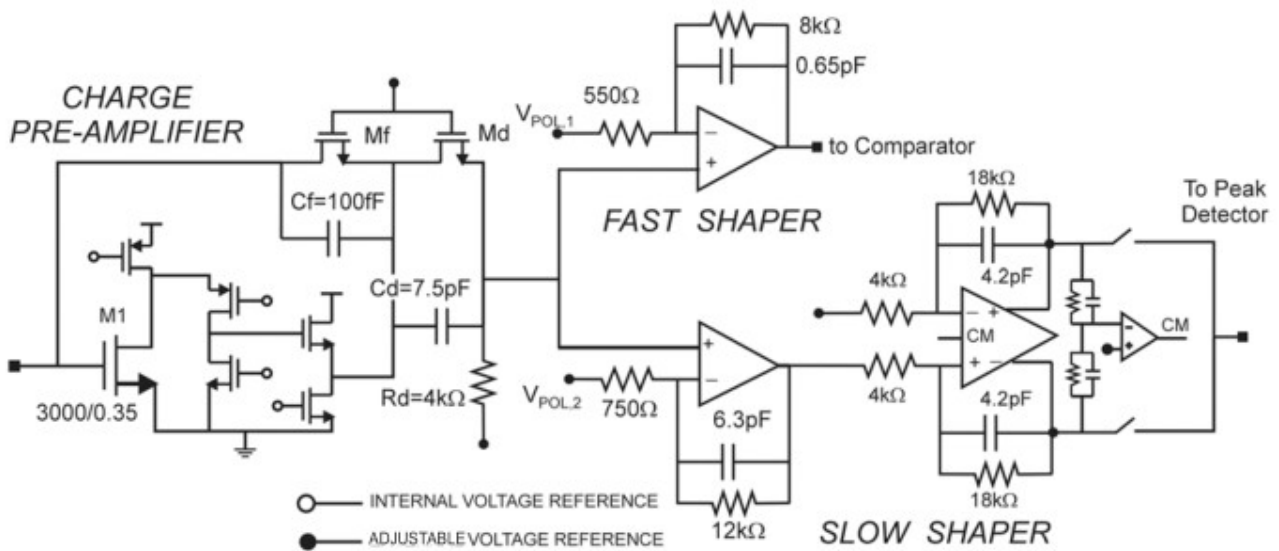 CHARGE
PRE-AMPLIFIER
Mf
Md
Cf=100fF
Cd=7.5pF
M1
3000/0.35
Rd=4kΩ
8kΩ
0.65pF
550Ω
VPOL,1
−
+
to Comparator
FAST SHAPER
+
−
VPOL,2
750Ω
6.3pF
12kΩ
18kΩ
4.2pF
4kΩ
− +
CM
+ −
4kΩ
4.2pF
18kΩ
To Peak
Detector
−
+
CM
SLOW SHAPER
INTERNAL VOLTAGE REFERENCE
ADJUSTABLE VOLTAGE REFERENCE